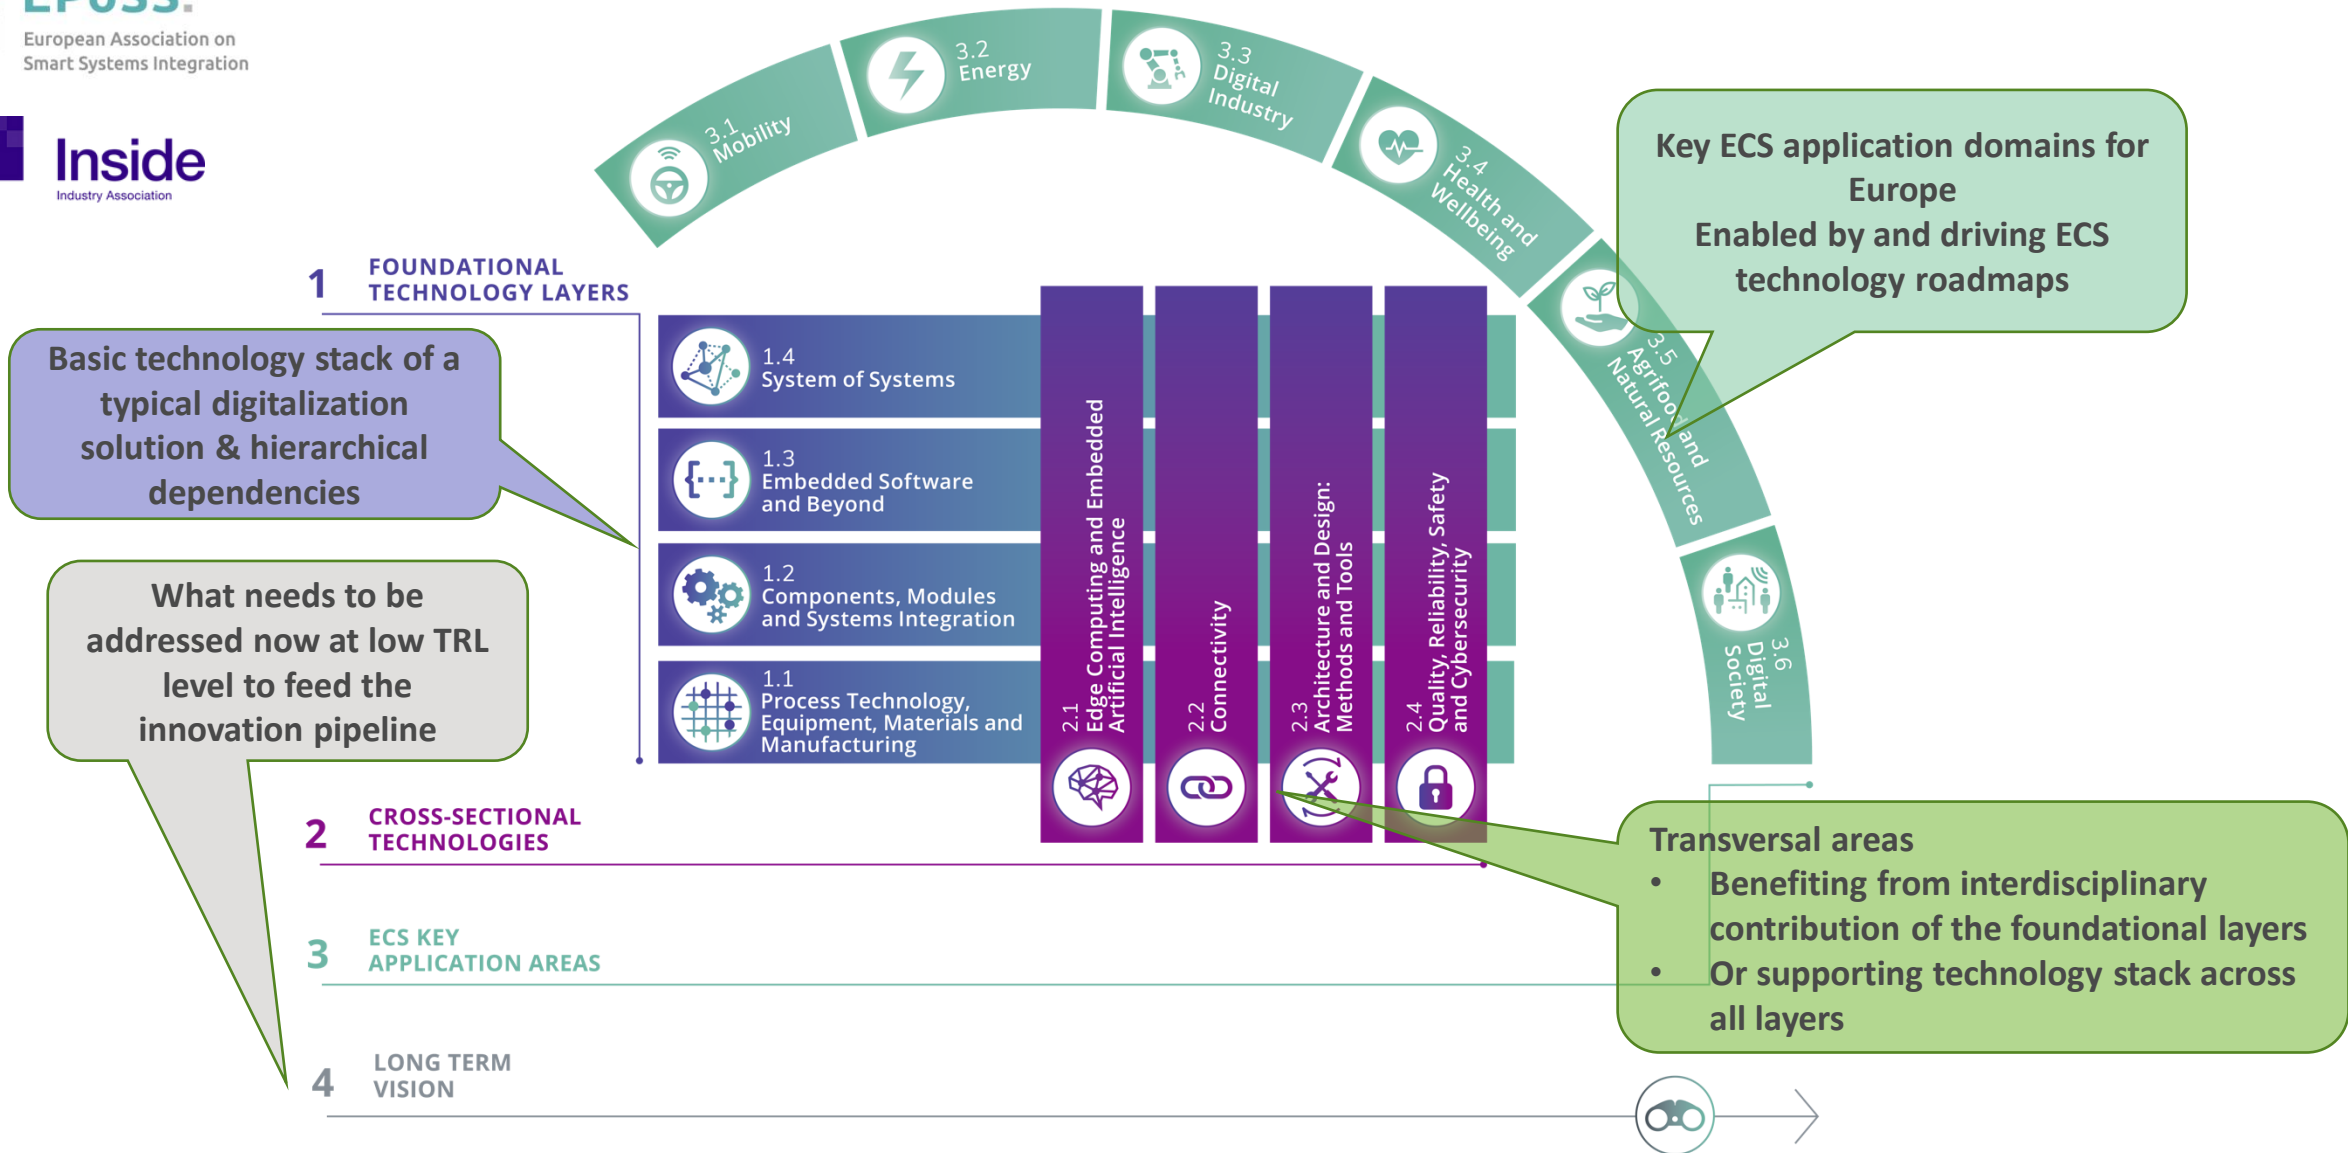 EPoSS.
European Association on
Smart Systems Integration
Inside
Industry Association
3.1
Mobility
3.2
Energy
3.3
Digital
Industry
3.4
Health and
Wellbeing
3.5
Agrifood and
Natural Resources
3.6
Digital
Society
Key ECS application domains for
Europe
Enabled by and driving ECS
technology roadmaps
1
FOUNDATIONAL
TECHNOLOGY LAYERS
Basic technology stack of a
typical digitalization
solution & hierarchical
dependencies
What needs to be
addressed now at low TRL
level to feed the
innovation pipeline
1.4
System of Systems
1.3
Embedded Software
and Beyond
1.2
Components, Modules
and Systems Integration
1.1
Process Technology,
Equipment, Materials and
Manufacturing
2.1
Edge Computing and Embedded
Artificial Intelligence
2.2
Connectivity
2.3
Architecture and Design:
Methods and Tools
2.4
Quality, Reliability, Safety
and Cybersecurity
2
CROSS-SECTIONAL
TECHNOLOGIES
Transversal areas
• Benefiting from interdisciplinary
contribution of the foundational layers
• Or supporting technology stack across
all layers
3
ECS KEY
APPLICATION AREAS
4
LONG TERM
VISION